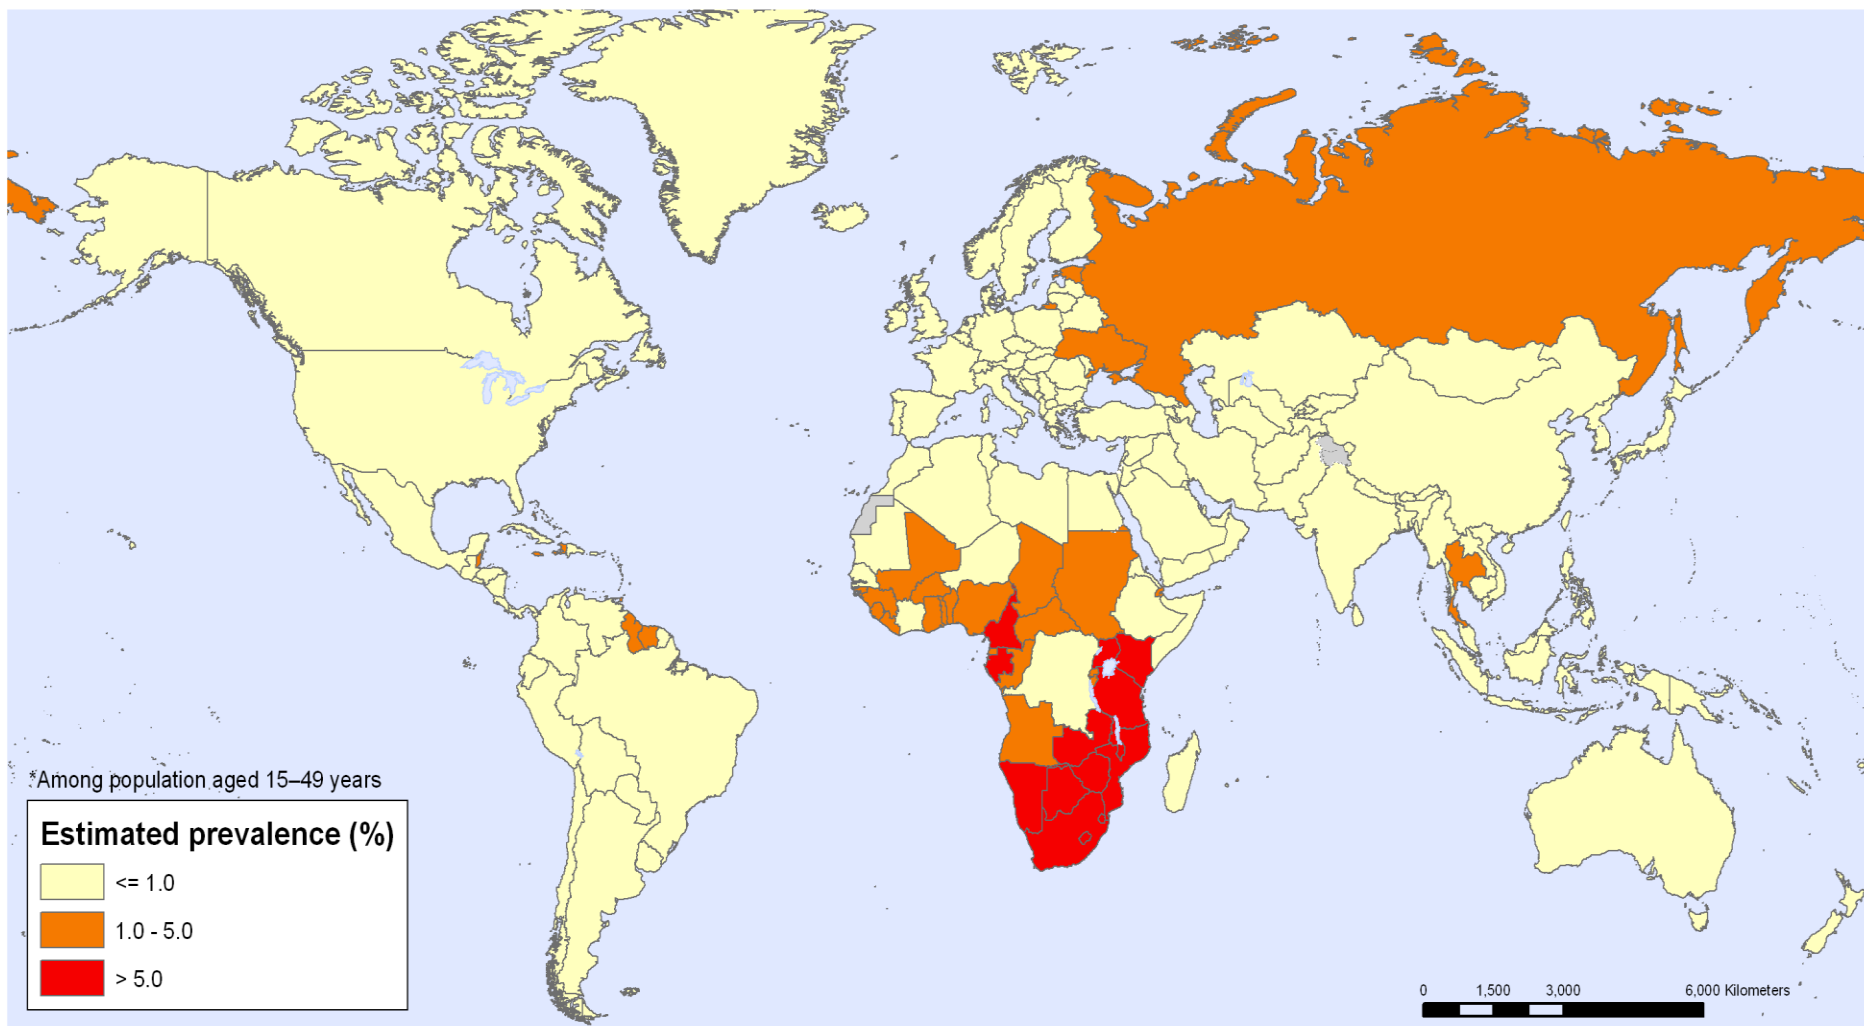 *Among population aged 15–49 years
Estimated prevalence (%)
<= 1.0
1.0 - 5.0
> 5.0
0 1,500 3,000 6,000 Kilometers